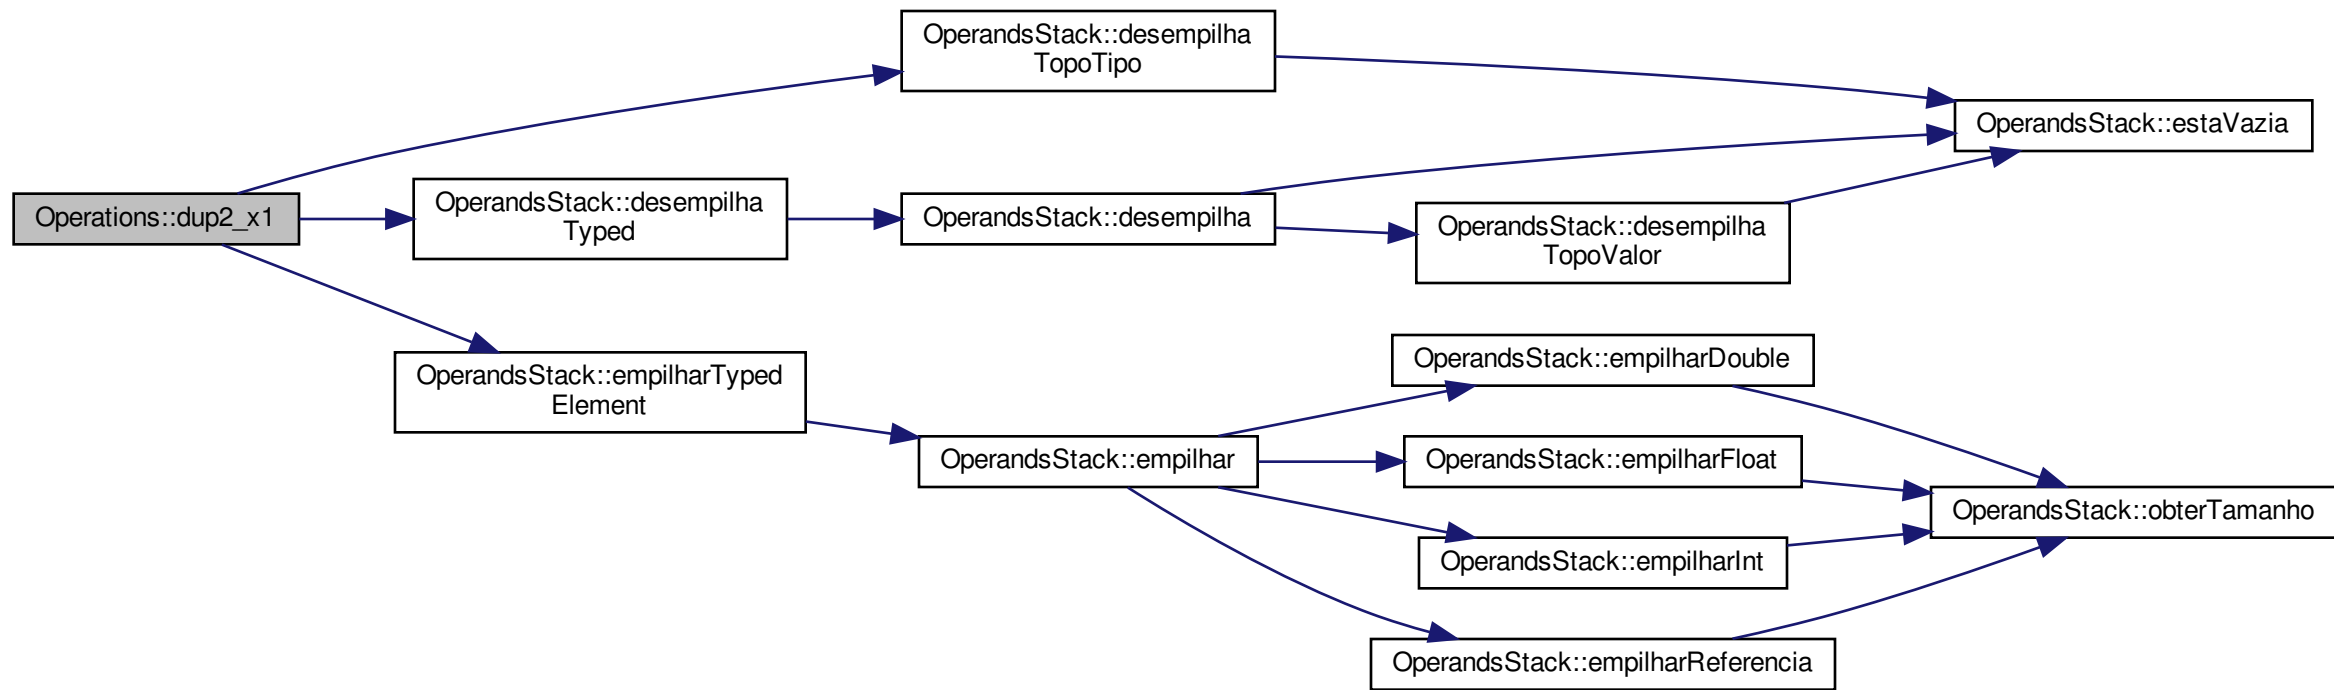 OperandsStack::desempilha
TopoTipo
OperandsStack::estaVazia
Operations::dup2_x1
OperandsStack::desempilha
Typed
OperandsStack::desempilha
OperandsStack::desempilha
TopoValor
OperandsStack::empilharTyped
Element
OperandsStack::empilhar
OperandsStack::empilharDouble
OperandsStack::empilharFloat
OperandsStack::empilharInt
OperandsStack::empilharReferencia
OperandsStack::obterTamanho